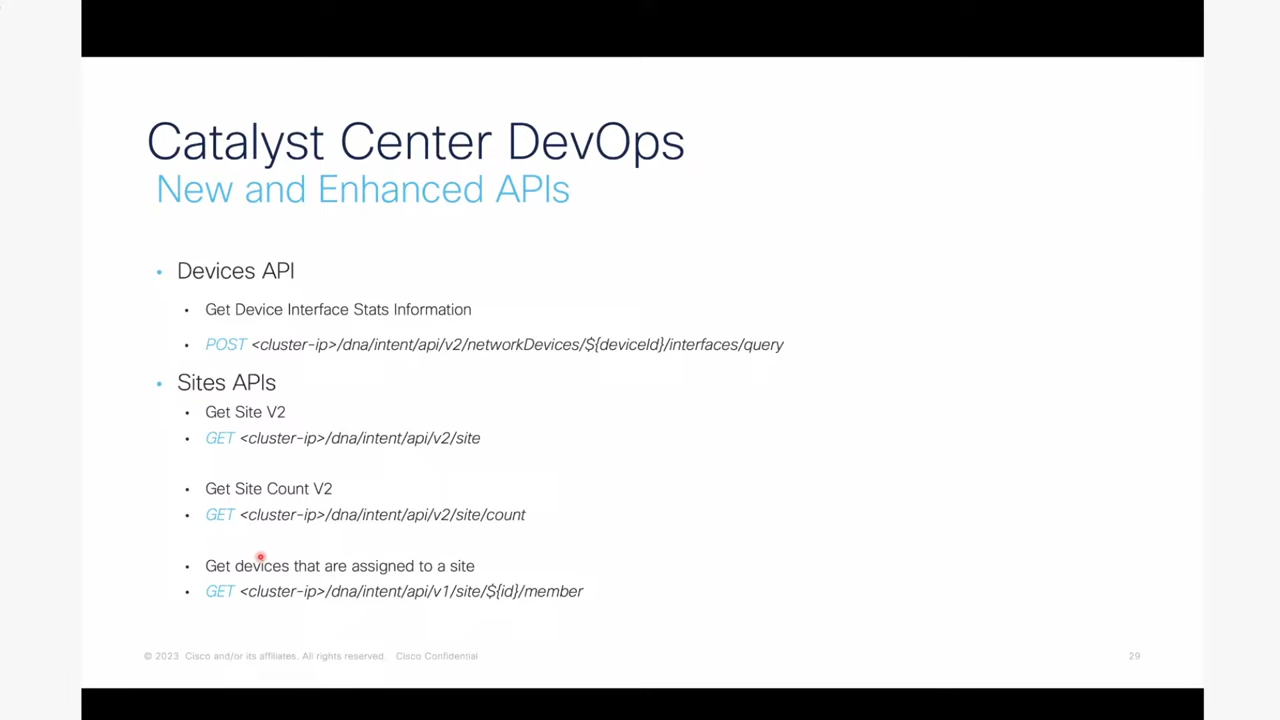 Catalyst Center DevOps
New and Enhanced APIs
• Devices API
• Get Device Interface Stats Information
• POST <cluster-ip>/dna/intent/api/v2/networkDevices/${deviceId}/interfaces/query
• Sites APIs
• Get Site V2
• GET <cluster-ip>/dna/intent/api/v2/site
• Get Site Count V2
• GET <cluster-ip>/dna/intent/api/v2/site/count
• Get devices that are assigned to a site
• GET <cluster-ip>/dna/intent/api/v1/site/${id}/member
© 2023 Cisco and/or its affiliates. All rights reserved. Cisco Confidential 29